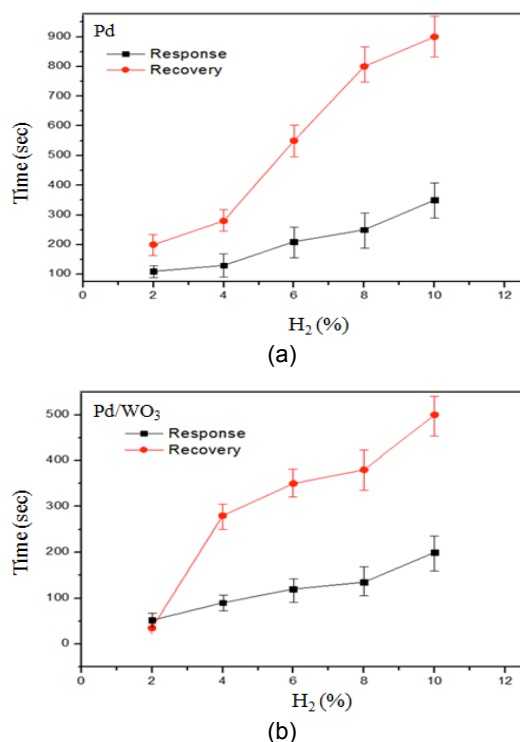 Pd
Response
Recovery
900
800
700
600
500
400
300
200
100
Time (sec)
0
2
4
6
8
10
12
H₂ (%)
(a)
Pd/WO₃
Response
Recovery
500
400
300
200
100
0
Time (sec)
0
2
4
6
8
10
12
H₂ (%)
(b)